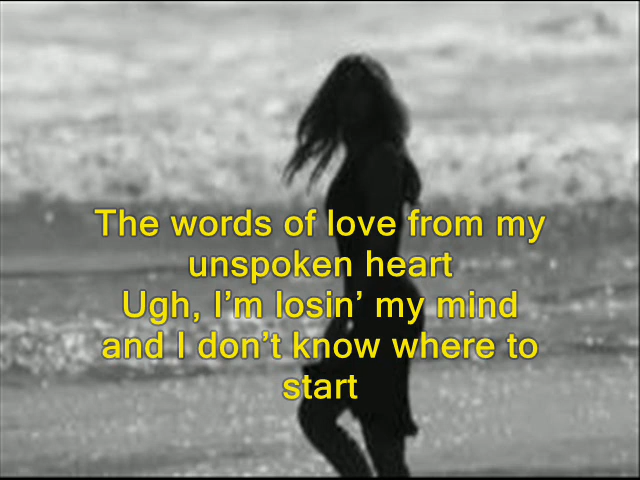 The words of love from my
unspoken heart
Ugh, I’m losin’ my mind
and I don’t know where to
start